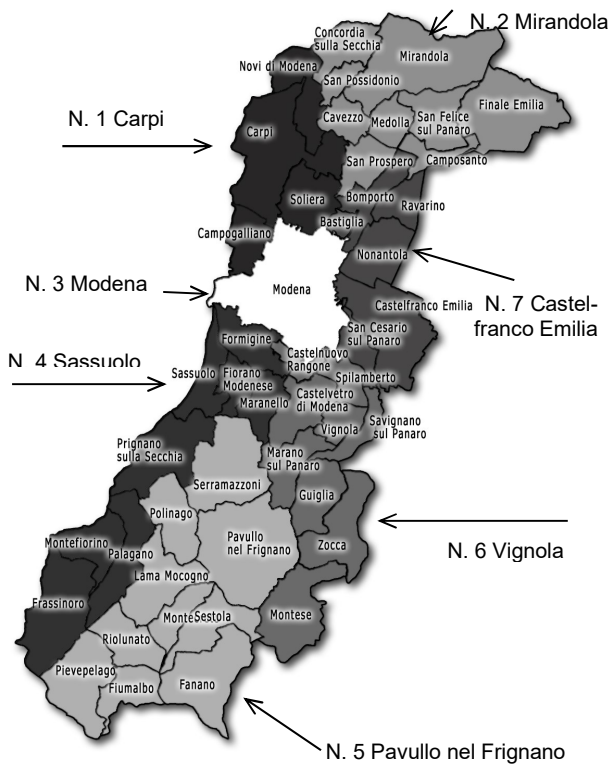 N. 2 Mirandola
Concordia
sulla Secchia
Mirandola
Novi di Modena
San Possidonio
Finale Emilia
N. 1 Carpi
Carpi
Cavezzo
Medolla
San Felice
sul Panaro
San Prospero
Camposanto
Soliera
Bomporto
Ravarino
Bastiglia
Campogalliano
Nonantola
N. 3 Modena
Modena
Castelfranco Emilia
N. 7 Castel-
franco Emilia
San Cesario
sul Panaro
Formigine
Castelnuovo
Rangone
N. 4 Sassuolo
Sassuolo
Fiorano
Modenese
Spilamberto
Maranello
Castelvetro
di Modena
Savignano
sul Panaro
Vignola
Prignano
sulla Secchia
Marano
sul Panaro
Serramazzoni
Guiglia
Polinago
Montefiorino
Palagano
Pavullo
nel Frignano
Zocca
N. 6 Vignola
Lama Mocogno
Frassinoro
Monte
Sestola
Montese
Riolunato
Pievepelago
Fiumalbo
Fanano
N. 5 Pavullo nel Frignano